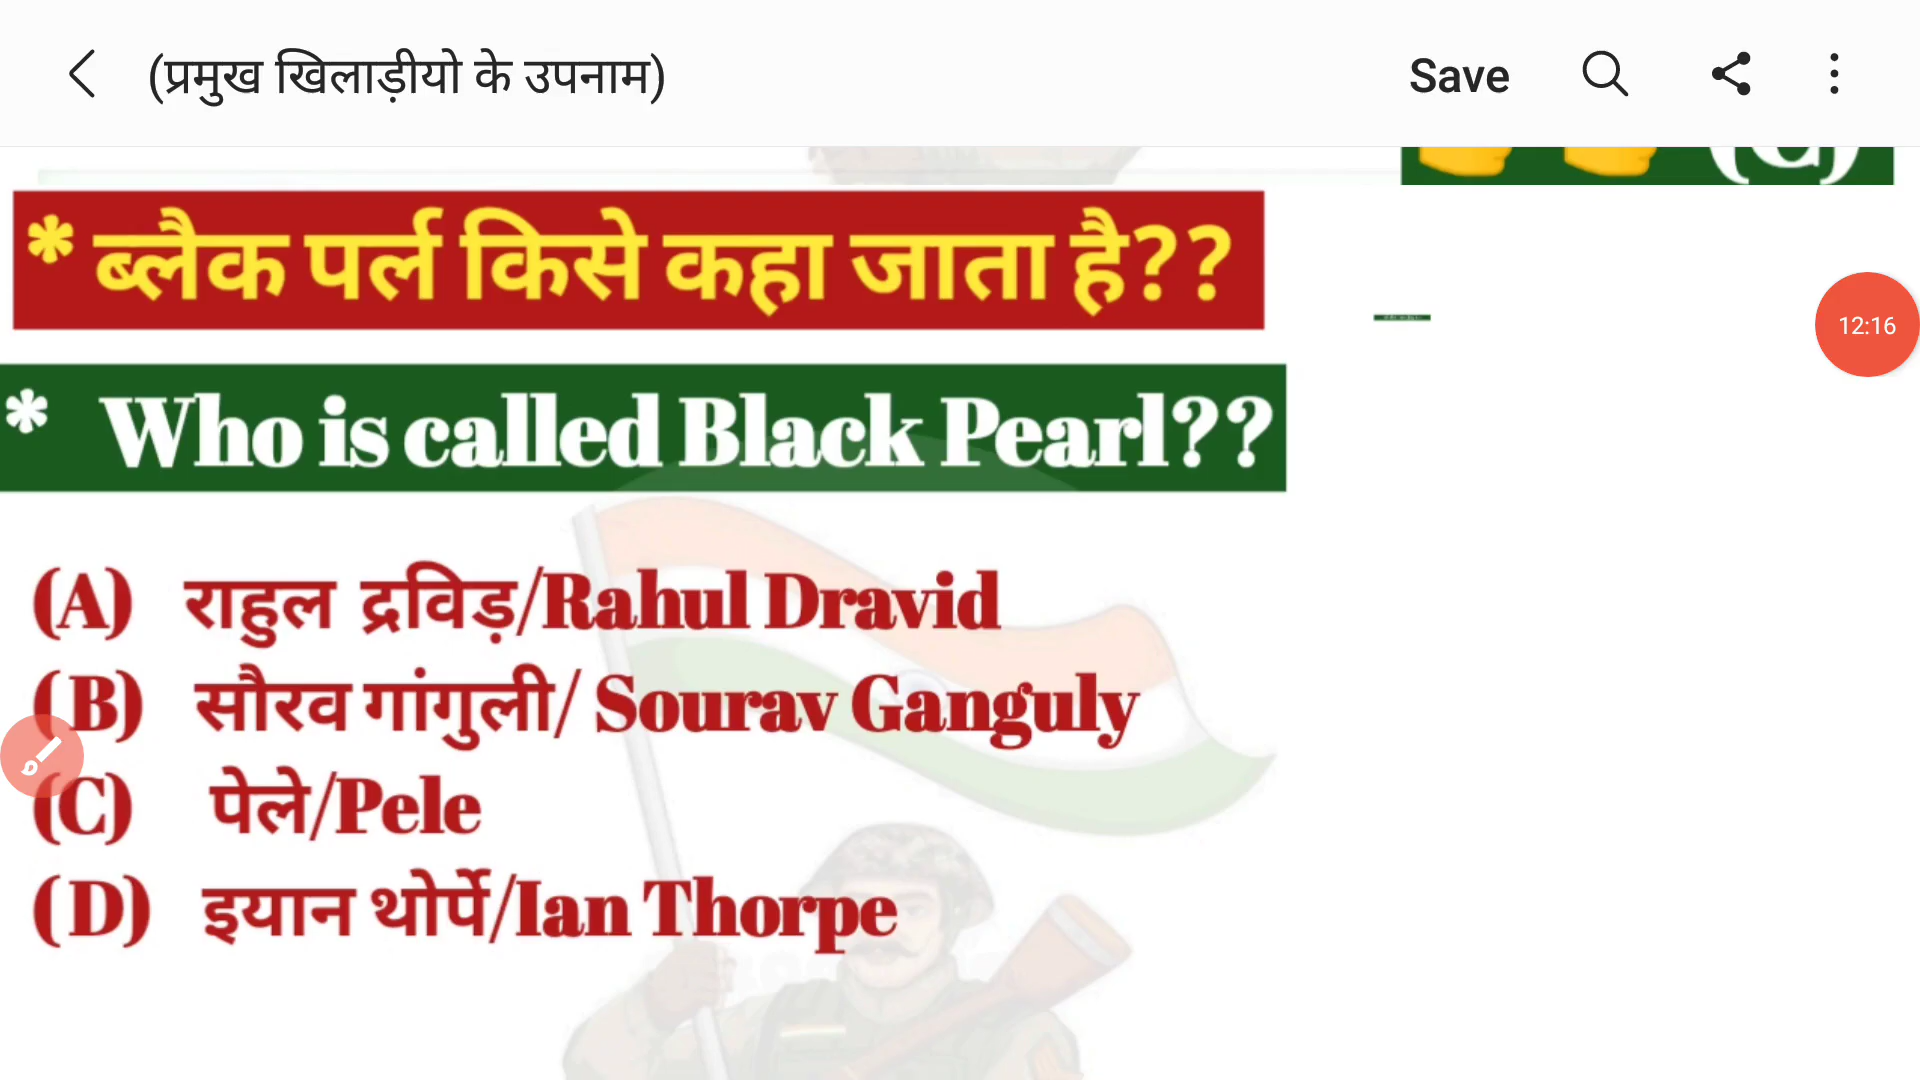 (प्रमुख खिलाड़ीयो के उपनाम)
Save
* ब्लैक पर्ल किसे कहा जाता है??
12:16
* Who is called Black Pearl??
(A) राहुल द्रविड़/Rahul Dravid
(B) सौरव गांगुली/ Sourav Ganguly
(C) पेले/Pele
(D) इयान थोर्पे/Ian Thorpe